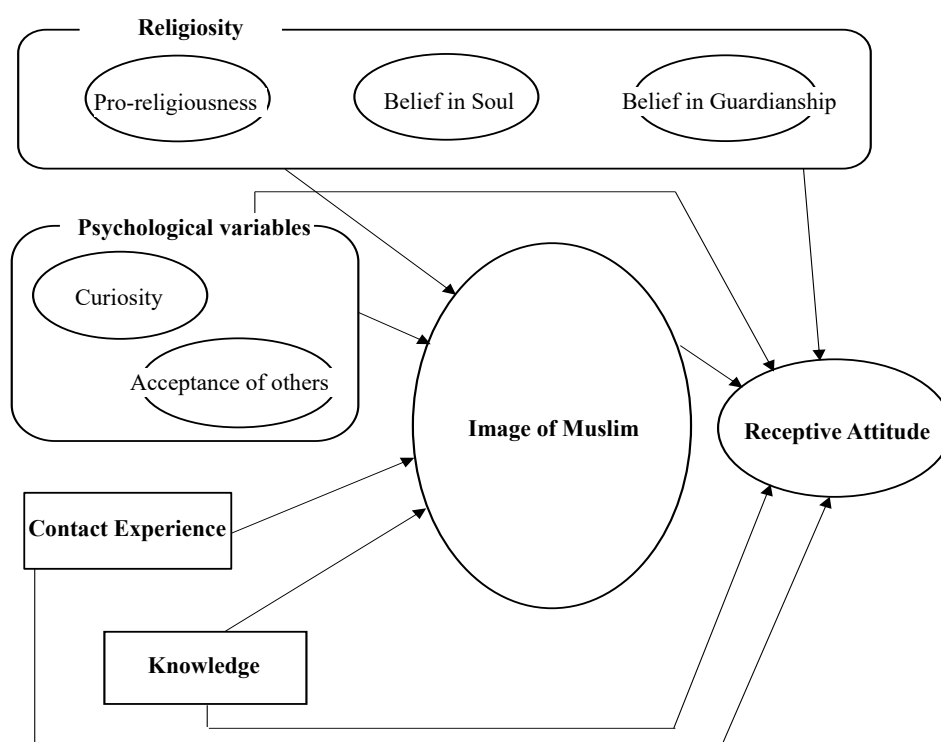 Religiosity
Pro-religiousness
Belief in Soul
Belief in Guardianship
Psychological variables
Curiosity
Acceptance of others
Image of Muslim
Receptive Attitude
Contact Experience
Knowledge